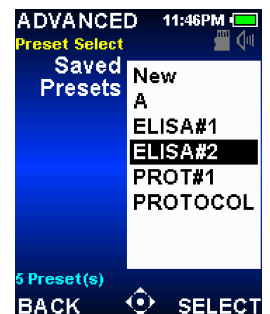 ADVANCED 11:46PM
Preset Select
Saved
Presets
New
A
ELISA#1
ELISA#2
PROT#1
PROTOCOL
5 Preset(s)
BACK SELECT